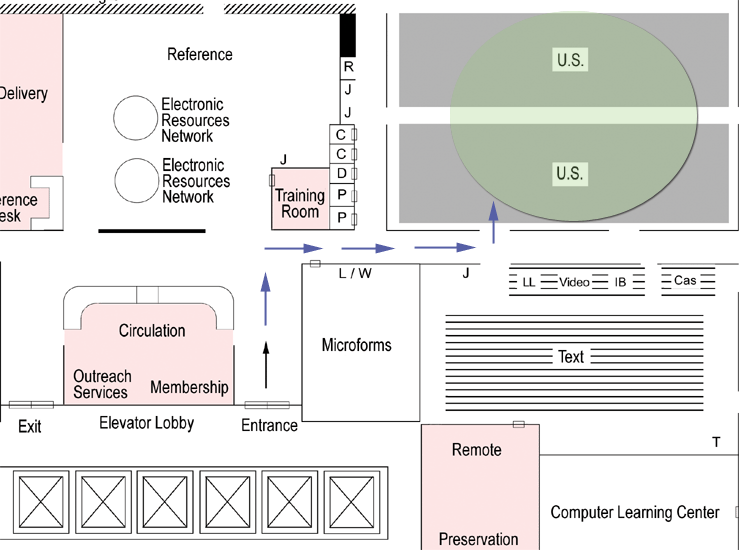 Reference
U.S.
R
Delivery
J
Electronic
Resources
Network
J
C
C
J
D
Electronic
Resources
Network
U.S.
Training
Room
P
P
esk
L / W
J
LL
Video
IB
Cas
Circulation
Microforms
Text
Outreach
Services
Membership
Exit
Elevator Lobby
Entrance
T
Remote
Computer Learning Center
Preservation